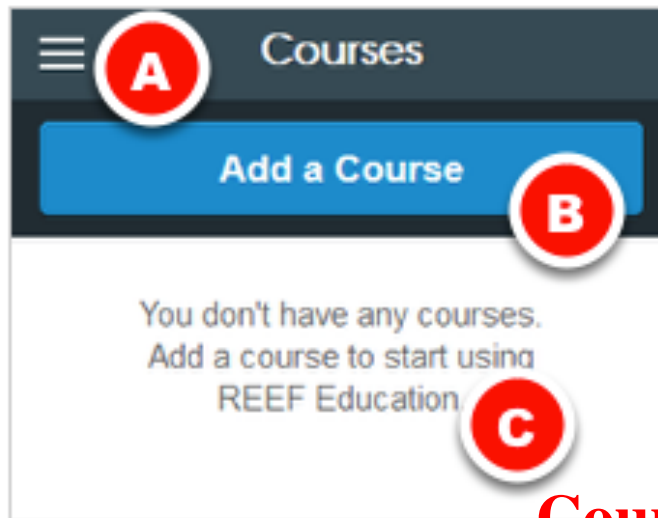 A Courses
Add a Course
B
You don't have any courses.
Add a course to start using
REEF Education.
C